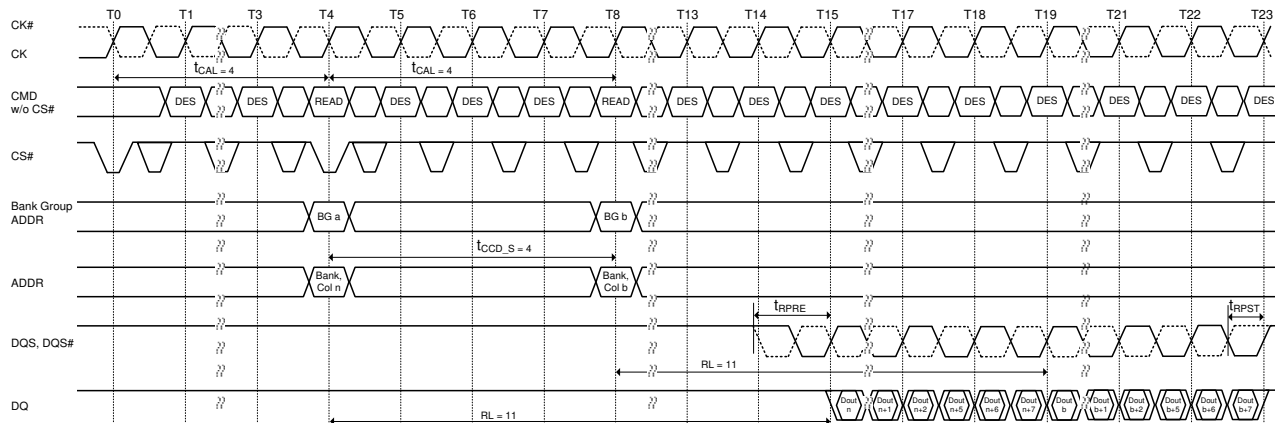 T0 T1 T3 T4 T5 T6 T7 T8 T13 T14 T15 T17 T18 T19 T21 T22 T23
CK#
CK
tCAL = 4 tCAL = 4
CMD
w/o CS#
DES DES READ DES DES DES READ DES DES DES DES DES DES DES DES DES
CS#
Bank Group
ADDR
BG a BG b
tCCD_S = 4
ADDR
Bank,
Col n
Bank,
Col b
tRPRE tRPST
DQS, DQS#
RL = 11
DQ
Dout
n
Dout
n+1
Dout
n+2
Dout
n+5
Dout
n+6
Dout
n+7
Dout
b
Dout
b+1
Dout
b+2
Dout
b+5
Dout
b+6
Dout
b+7
RL = 11